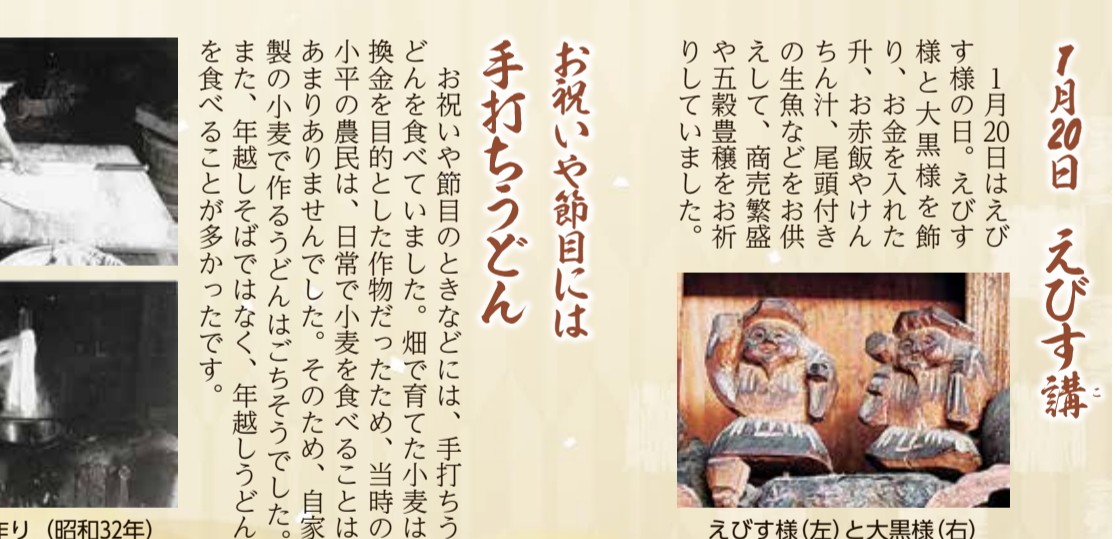 1月20日 えびす講
こ
1月20日はえび
す様の日。えびす
様と大黒様を飾
り、お金を入れた
升、お赤飯やけん
ちん汁、尾頭付き
の生魚などをお供
えして、商売繁盛
や五穀豊穣をお祈
りしていました。
えびす様(左)と大黒様(右)
お祝いや節目には
手打ちうどん
お祝いや節目のときなどには、手打ちう
どんを食べていました。畑で育てた小麦は
換金を目的とした作物だったため、当時の
小平の農民は、日常で小麦を食べることは
あまりありませんでした。そのため、自家
製の小麦で作るうどんはごちそうでした。
また、年越しそばではなく、年越しうどん
を食べることが多かったです。
作り(昭和32年)